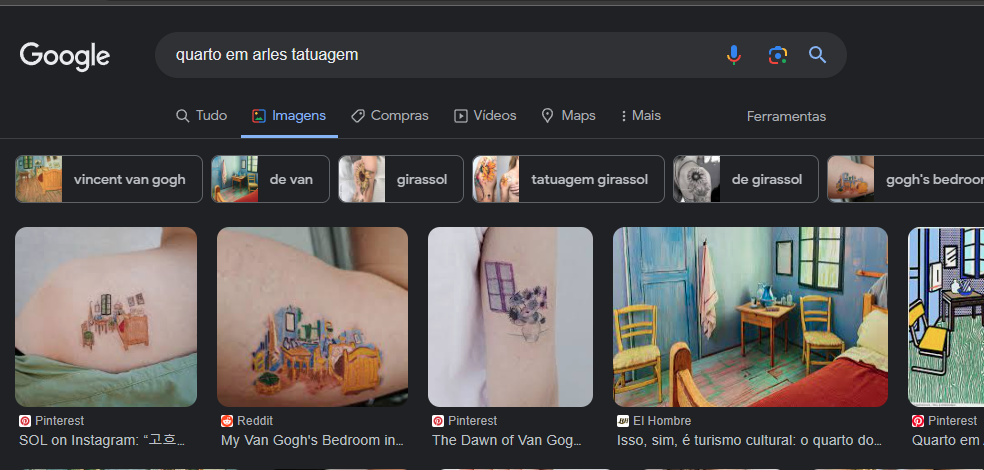 Google
quarto em arles tatuagem
Tudo
Imagens
Compras
Vídeos
Maps
Mais
Ferramentas
vincent van gogh
de van
girassol
tatuagem girassol
de girassol
gogh's bedroom
Pinterest
SOL on Instagram: “고흐...
Reddit
My Van Gogh's Bedroom in...
Pinterest
The Dawn of Van Gog...
El Hombre
Isso, sim, é turismo cultural: o quarto do...
Pinterest
Quarto em